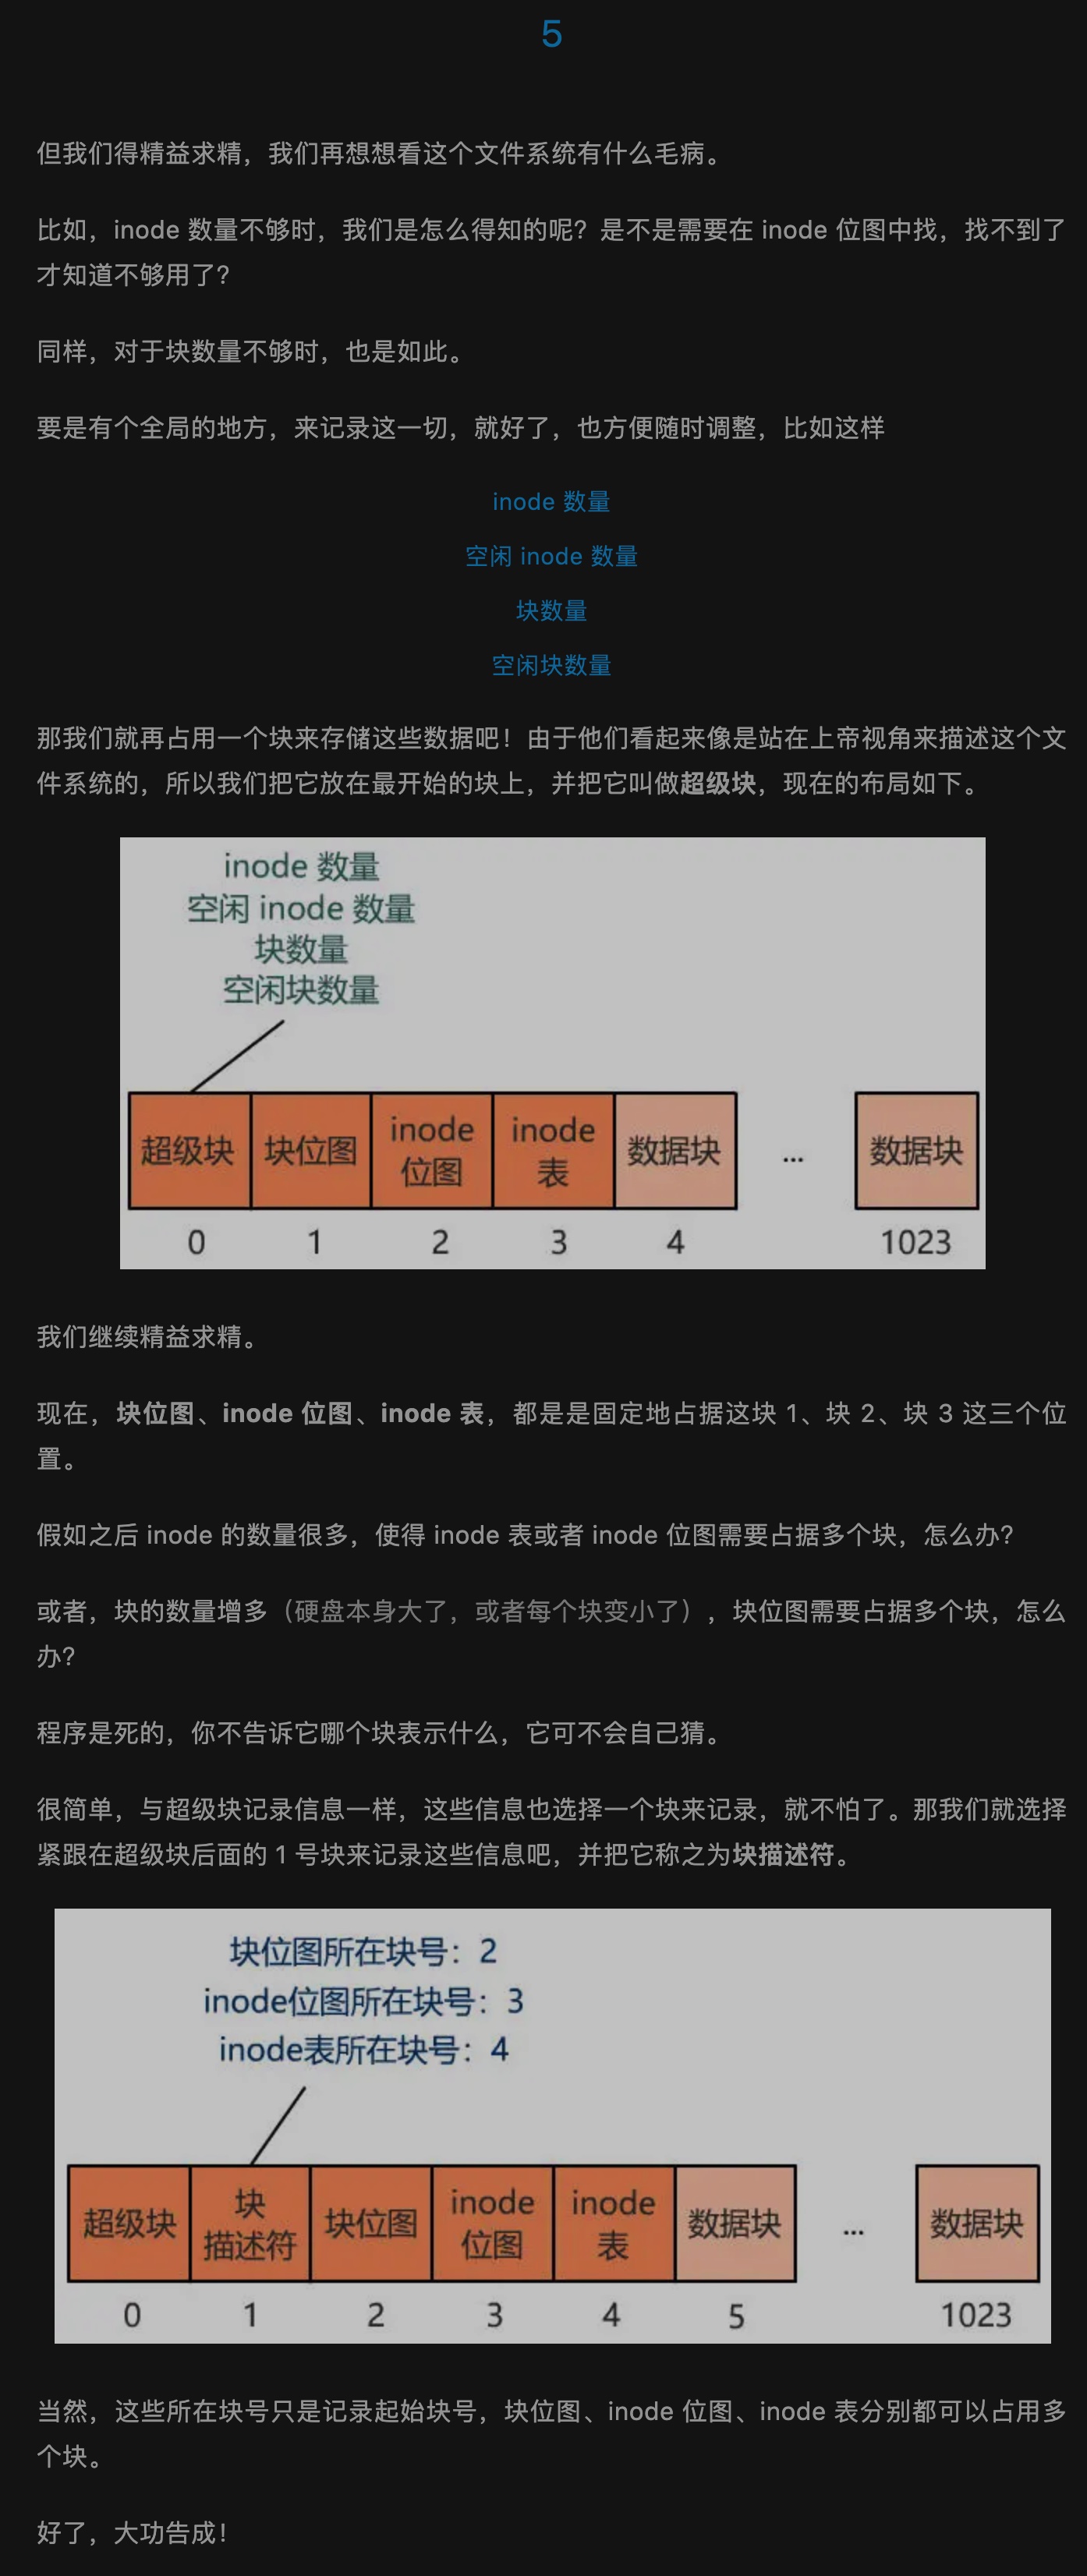 5
但我们得精益求精，我们再想想看这个文件系统有什么毛病。
比如，inode 数量不够时，我们是怎么得知的呢？是不是需要在 inode 位图中找，找不到了
才知道不够用了？
同样，对于块数量不够时，也是如此。
要是有个全局的地方，来记录这一切，就好了，也方便随时调整，比如这样
inode 数量
空闲 inode 数量
块数量
空闲块数量
那我们就再占用一个块来存储这些数据吧！由于他们看起来像是站在上帝视角来描述这个文
件系统的，所以我们把它放在最开始的块上，并把它叫做超级块，现在的布局如下。
inode 数量
空闲 inode 数量
块数量
空闲块数量
超级块 块位图 inode 位图 inode 表 数据块 ... 数据块
0 1 2 3 4 1023
我们继续精益求精。
现在，块位图、inode 位图、inode 表，都是是固定地占据这块 1、块 2、块 3 这三个位
置。
假如之后 inode 的数量很多，使得 inode 表或者 inode 位图需要占据多个块，怎么办？
或者，块的数量增多（硬盘本身大了，或者每个块变小了），块位图需要占据多个块，怎么
办？
程序是死的，你不告诉它哪个块表示什么，它可不会自己猜。
很简单，与超级块记录信息一样，这些信息也选择一个块来记录，就不怕了。那我们就选择
紧跟在超级块后面的 1 号块来记录这些信息吧，并把它称之为块描述符。
块位图所在块号：2
inode位图所在块号：3
inode表所在块号：4
超级块 块描述符 块位图 inode 位图 inode 表 数据块 ... 数据块
0 1 2 3 4 5 1023
当然，这些所在块号只是记录起始块号，块位图、inode 位图、inode 表分别都可以占用多
个块。
好了，大功告成！